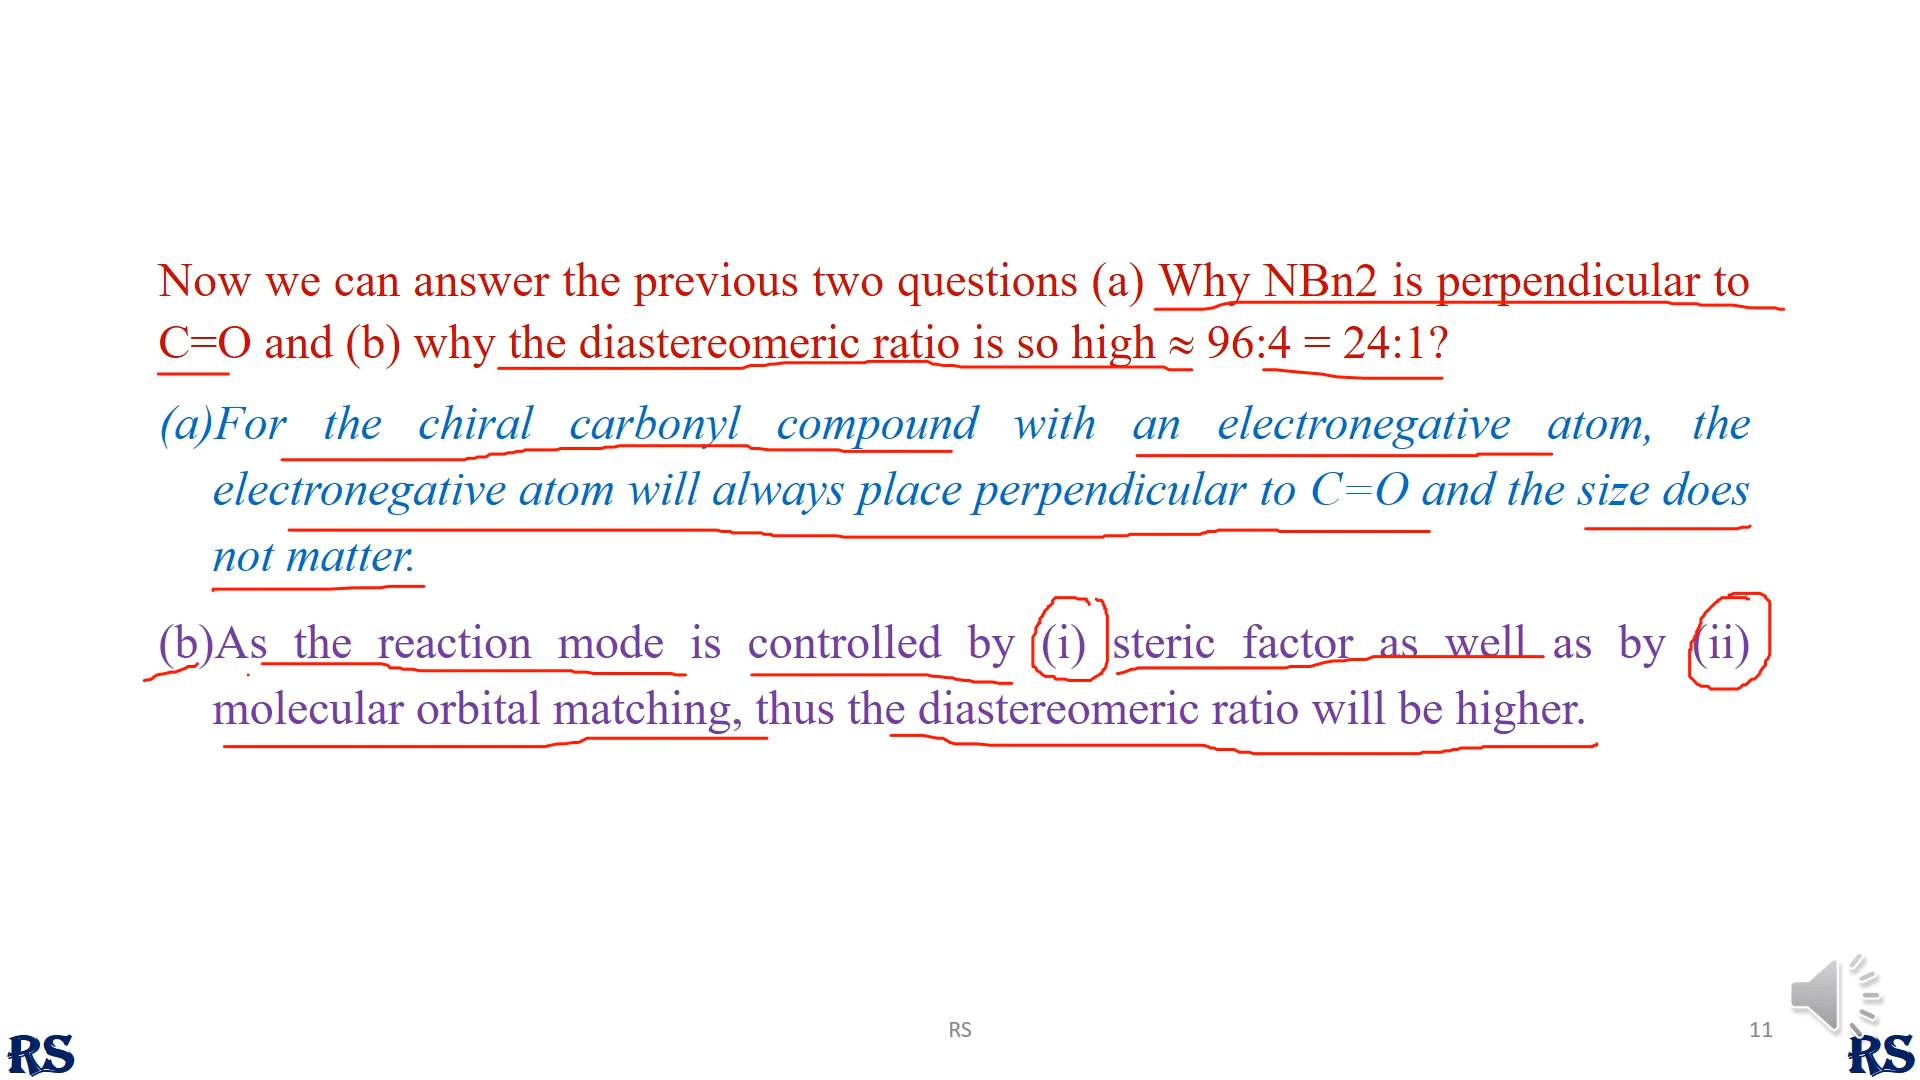 Now we can answer the previous two questions (a) Why NBn2 is perpendicular to
C=O and (b) why the diastereomeric ratio is so high ≈ 96:4 = 24:1?
(a)For the chiral carbonyl compound with an electronegative atom, the
electronegative atom will always place perpendicular to C=O and the size does
not matter.
(b)As the reaction mode is controlled by (i) steric factor as well as by (ii)
molecular orbital matching, thus the diastereomeric ratio will be higher.
RS
RS
11
RS